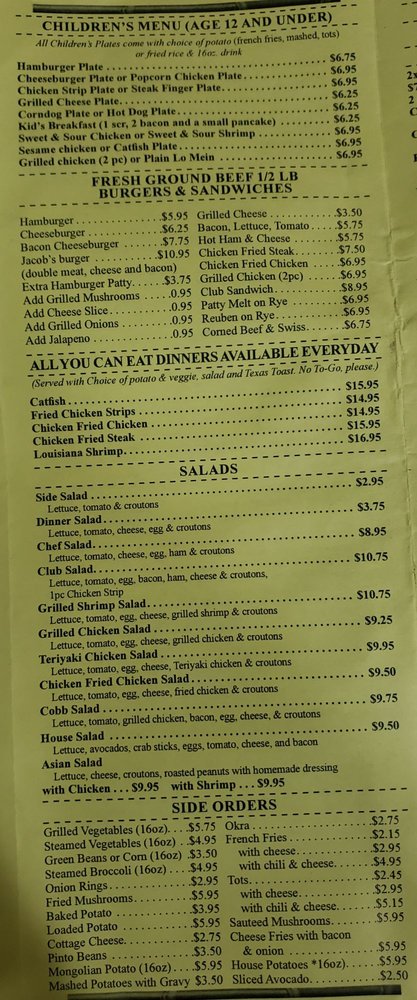 CHILDREN'S MENU (AGE 12 AND UNDER)
All Children's Plates come with choice of potato (french fries, mashed, tots)
or fried rice & 16oz. drink
Hamburger Plate $6.75
Cheeseburger Plate or Popcorn Chicken Plate $6.95
Chicken Strip Plate or Steak Finger Plate $6.95
Grilled Cheese Plate $6.25
Corndog Plate or Hot Dog Plate $6.25
Kid's Breakfast (1 scr, 2 bacon and a small pancake) $6.25
Sweet & Sour Chicken or Sweet & Sour Shrimp $6.95
Sesame chicken or Catfish Plate $6.95
Grilled chicken (2 pc) or Plain Lo Mein $6.95
FRESH GROUND BEEF 1/2 LB
BURGERS & SANDWICHES
Hamburger $5.95
Cheeseburger $6.25
Bacon Cheeseburger $7.75
Jacob's burger $10.95
(double meat, cheese and bacon)
Extra Hamburger Patty $3.75
Add Grilled Mushrooms .0.95
Add Cheese Slice .0.95
Add Grilled Onions .0.95
Add Jalapeno .0.95
Grilled Cheese $3.50
Bacon, Lettuce, Tomato $5.75
Hot Ham & Cheese $5.75
Chicken Fried Steak $7.50
Chicken Fried Chicken $6.95
Grilled Chicken (2pc) $6.95
Club Sandwich $8.95
Patty Melt on Rye $6.95
Reuben on Rye $6.95
Corned Beef & Swiss $6.75
ALL YOU CAN EAT DINNERS AVAILABLE EVERYDAY
(Served with Choice of potato & veggie, salad and Texas Toast. No To-Go, please.)
Catfish $15.95
Fried Chicken Strips $14.95
Chicken Fried Chicken $14.95
Chicken Fried Steak $15.95
Louisiana Shrimp $16.95
SALADS
Side Salad $2.95
Lettuce, tomato & croutons
Dinner Salad $3.75
Lettuce, tomato, cheese, egg & croutons
Chef Salad $8.95
Lettuce, tomato, cheese, egg, ham & croutons
Club Salad $10.75
Lettuce, tomato, egg, bacon, ham, cheese & croutons,
1pc Chicken Strip
Grilled Shrimp Salad $10.75
Lettuce, tomato, egg, cheese, grilled shrimp & croutons
Grilled Chicken Salad $9.25
Lettuce, tomato, egg, cheese, grilled chicken & croutons
Teriyaki Chicken Salad $9.95
Lettuce, tomato, egg, cheese, Teriyaki chicken & croutons
Chicken Fried Chicken Salad $9.50
Lettuce, tomato, egg, cheese, fried chicken & croutons
Cobb Salad $9.75
Lettuce, tomato, grilled chicken, bacon, egg, cheese, & croutons
House Salad $9.50
Lettuce, avocados, crab sticks, eggs, tomato, cheese, and bacon
Asian Salad
Lettuce, cheese, croutons, roasted peanuts with homemade dressing
with Chicken . . . $9.95 with Shrimp . . . $9.95
SIDE ORDERS
Grilled Vegetables (16oz) $5.75
Steamed Vegetables (16oz) $4.95
Green Beans or Corn (16oz) $3.50
Steamed Broccoli (16oz) $4.95
Onion Rings $2.95
Fried Mushrooms $5.95
Baked Potato $3.95
Loaded Potato $5.95
Cottage Cheese $2.75
Pinto Beans $3.50
Mongolian Potato (16oz) $5.95
Mashed Potatoes with Gravy $3.50
Okra $2.75
French Fries $2.15
with cheese $2.95
with chili & cheese $4.95
Tots $2.45
with cheese $2.95
with chili & cheese $5.15
Sauteed Mushrooms $5.95
Cheese Fries with bacon
& onion $5.95
House Potatoes *16oz) $5.95
Sliced Avocado $2.50